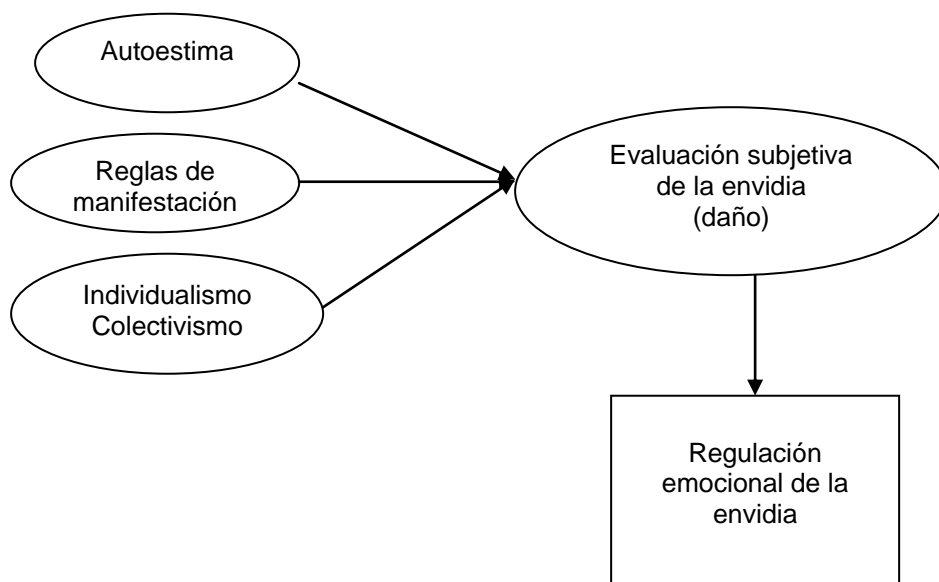 Autoestima
Reglas de
manifestación
Individualismo
Colectivismo
Evaluación subjetiva
de la envidia
(daño)
Regulación
emocional de la
envidia